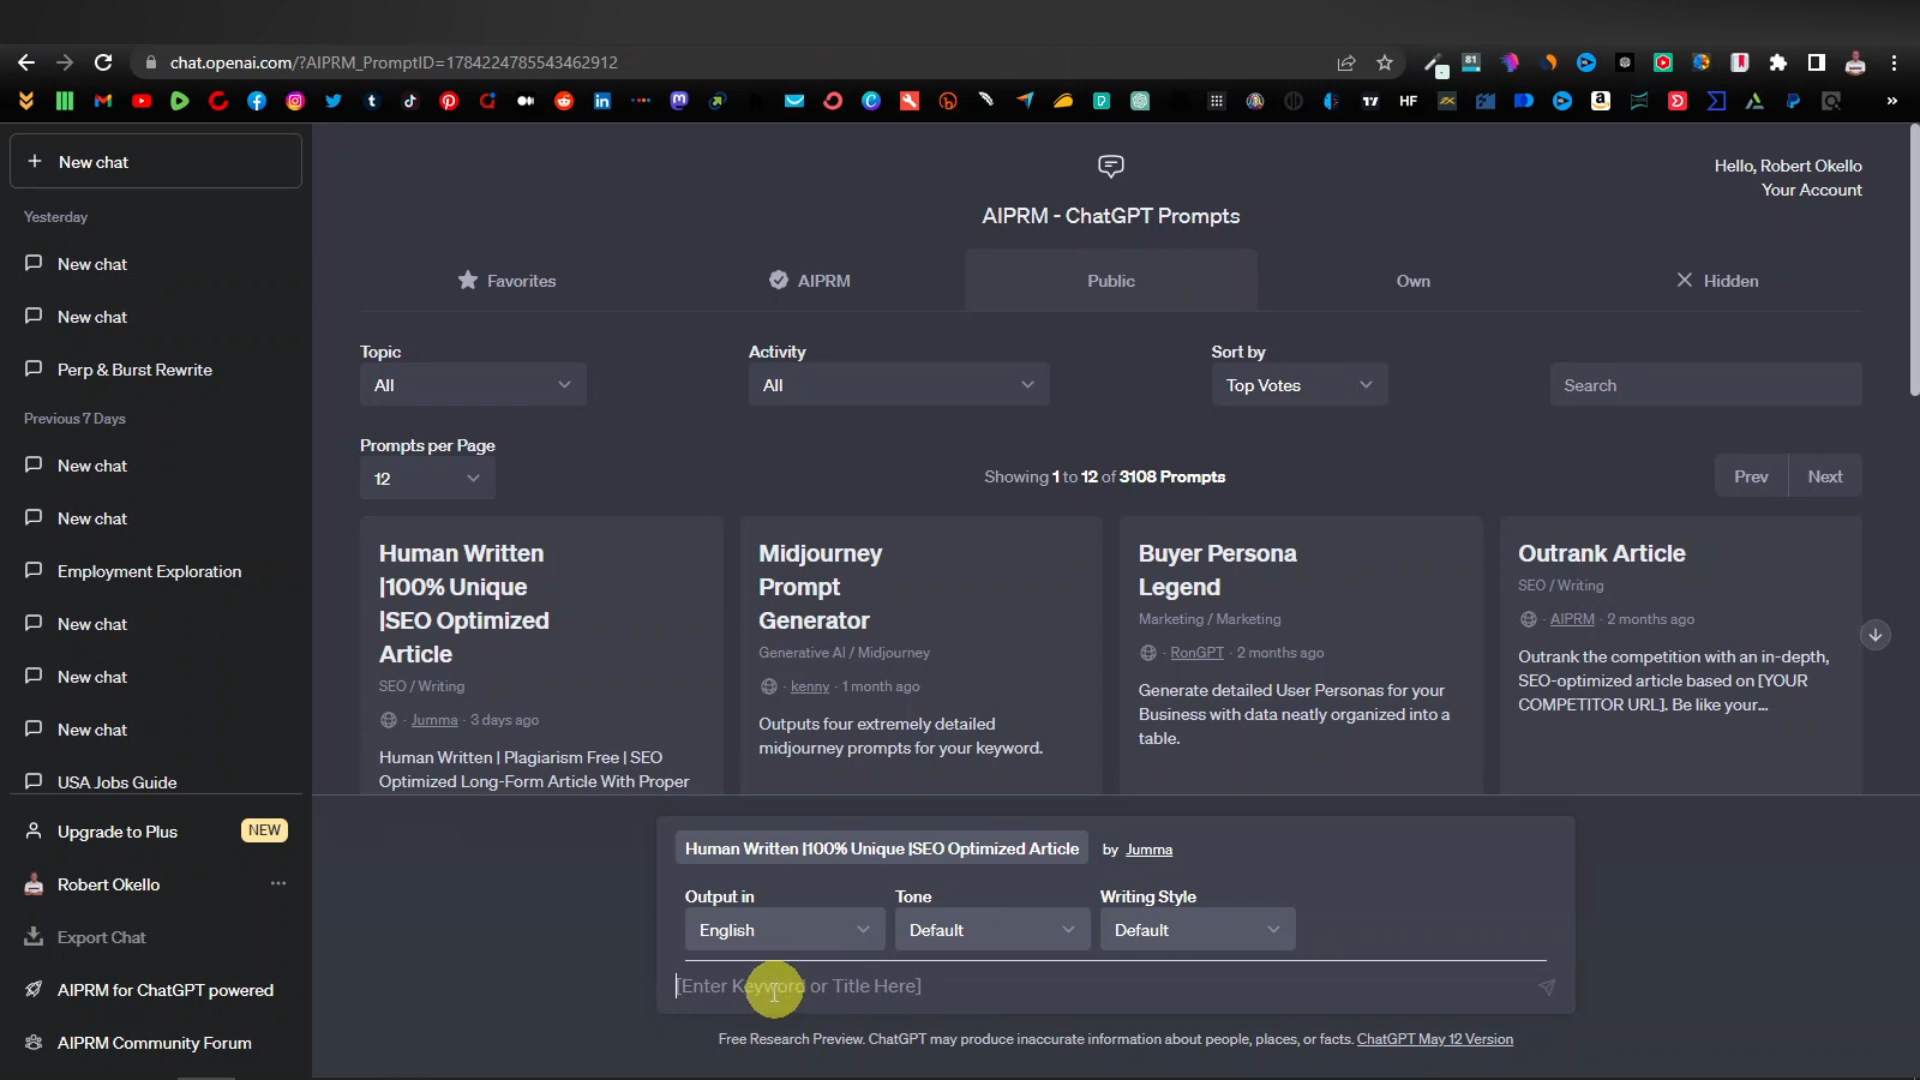 chat.openai.com/?AIPRM_PromptID=1784224785543462912
81
HF
New chat
Yesterday
New chat
New chat
Perp & Burst Rewrite
Previous 7 Days
New chat
New chat
Employment Exploration
New chat
New chat
New chat
USA Jobs Guide
Upgrade to Plus NEW
Robert Okello
Export Chat
AIPRM for ChatGPT powered
AIPRM Community Forum
Hello, Robert Okello
Your Account
AIPRM - ChatGPT Prompts
Favorites AIPRM Public Own Hidden
Topic Activity Sort by
All All Top Votes Search
Prompts per Page
12 Showing 1 to 12 of 3108 Prompts Prev Next
Human Written
|100% Unique
|SEO Optimized
Article
SEO / Writing
· Jumma · 3 days ago
Human Written | Plagiarism Free | SEO
Optimized Long-Form Article With Proper
Midjourney
Prompt
Generator
Generative AI / Midjourney
· kenny · 1 month ago
Outputs four extremely detailed
midjourney prompts for your keyword.
Buyer Persona
Legend
Marketing / Marketing
· RonGPT · 2 months ago
Generate detailed User Personas for your
Business with data neatly organized into a
table.
Outrank Article
SEO / Writing
· AIPRM · 2 months ago
Outrank the competition with an in-depth,
SEO-optimized article based on [YOUR
COMPETITOR URL]. Be like your...
Human Written |100% Unique |SEO Optimized Article by Jumma
Output in Tone Writing Style
English Default Default
[Enter Keyword or Title Here]
Free Research Preview. ChatGPT may produce inaccurate information about people, places, or facts. ChatGPT May 12 Version